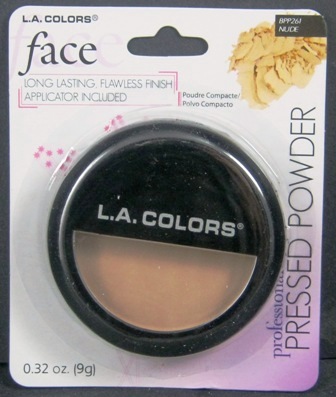 L.A. COLORS®
face
LONG LASTING, FLAWLESS FINISH
APPLICATOR INCLUDED
BPP261
NUDE
Poudre Compacte/
Polvo Compacto
L.A. COLORS®
professional
PRESSED POWDER
0.32 oz. (9g)